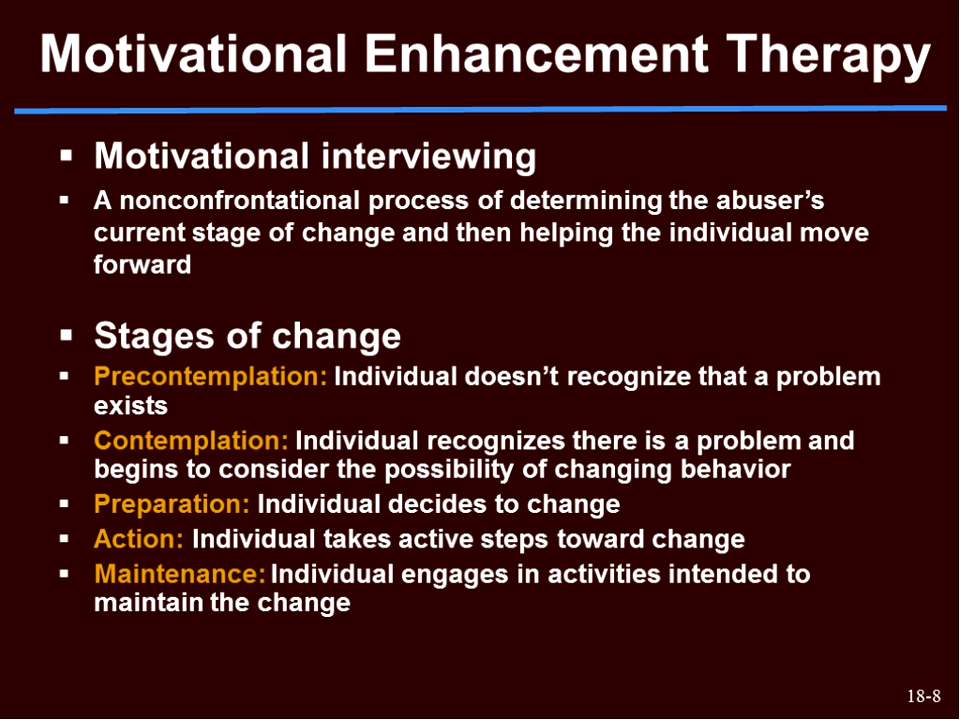 Motivational Enhancement Therapy
▪ Motivational interviewing
▪ A nonconfrontational process of determining the abuser’s
current stage of change and then helping the individual move
forward
▪ Stages of change
▪ Precontemplation: Individual doesn’t recognize that a problem
exists
▪ Contemplation: Individual recognizes there is a problem and
begins to consider the possibility of changing behavior
▪ Preparation: Individual decides to change
▪ Action: Individual takes active steps toward change
▪ Maintenance: Individual engages in activities intended to
maintain the change
18-8